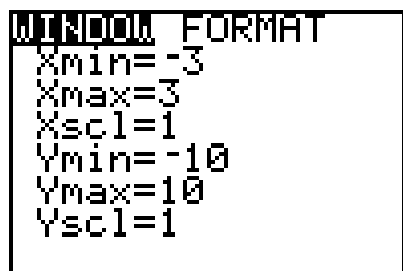 WINDOW FORMAT
Xmin=-3
Xmax=3
Xscl=1
Ymin=-10
Ymax=10
Yscl=1